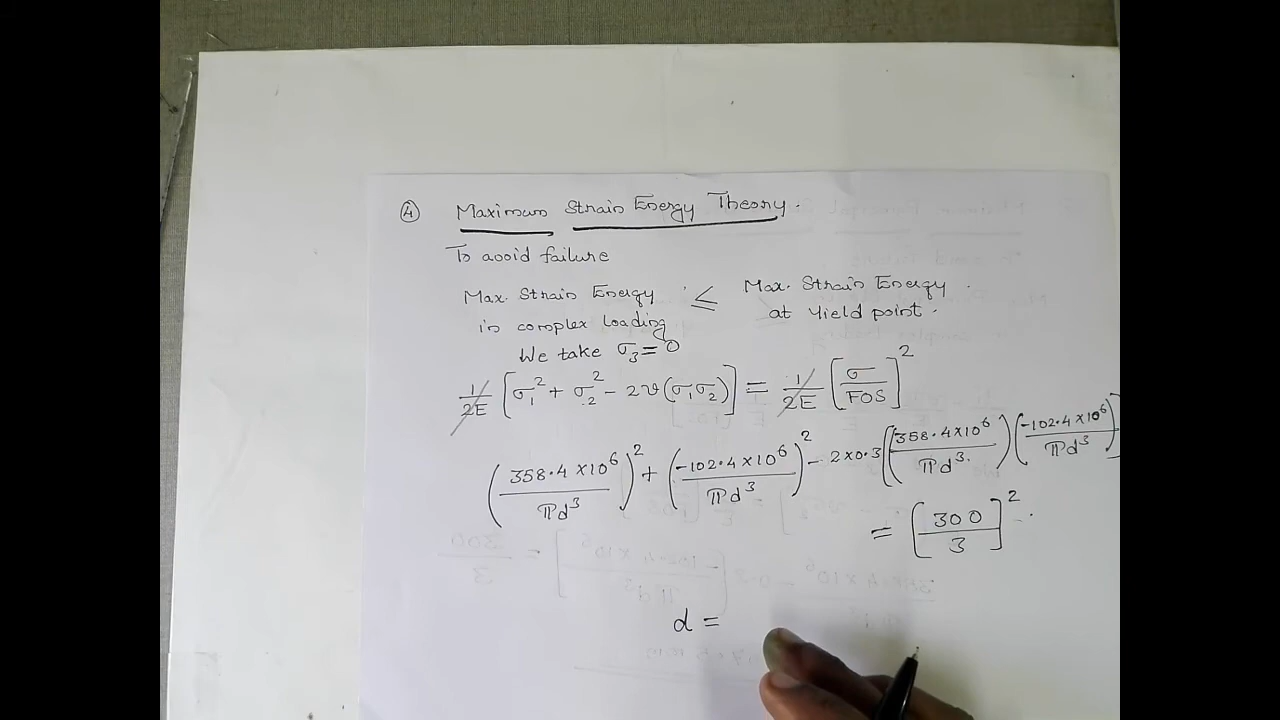 ④ Maximum Strain Energy Theory.
To avoid failure
Max. Strain Energy in complex loading ≤ Max. Strain Energy at yield point.
We take σ₃ = 0
1/2E [σ₁² + σ₂² - 2ν(σ₁σ₂)] = 1/2E [σ/FOS]²
(358.4×10⁶/πd³)² + (-102.4×10⁶/πd³)² - 2×0.3[(358.4×10⁶/πd³)(-102.4×10⁶/πd³)]
= [300/3]²
d =